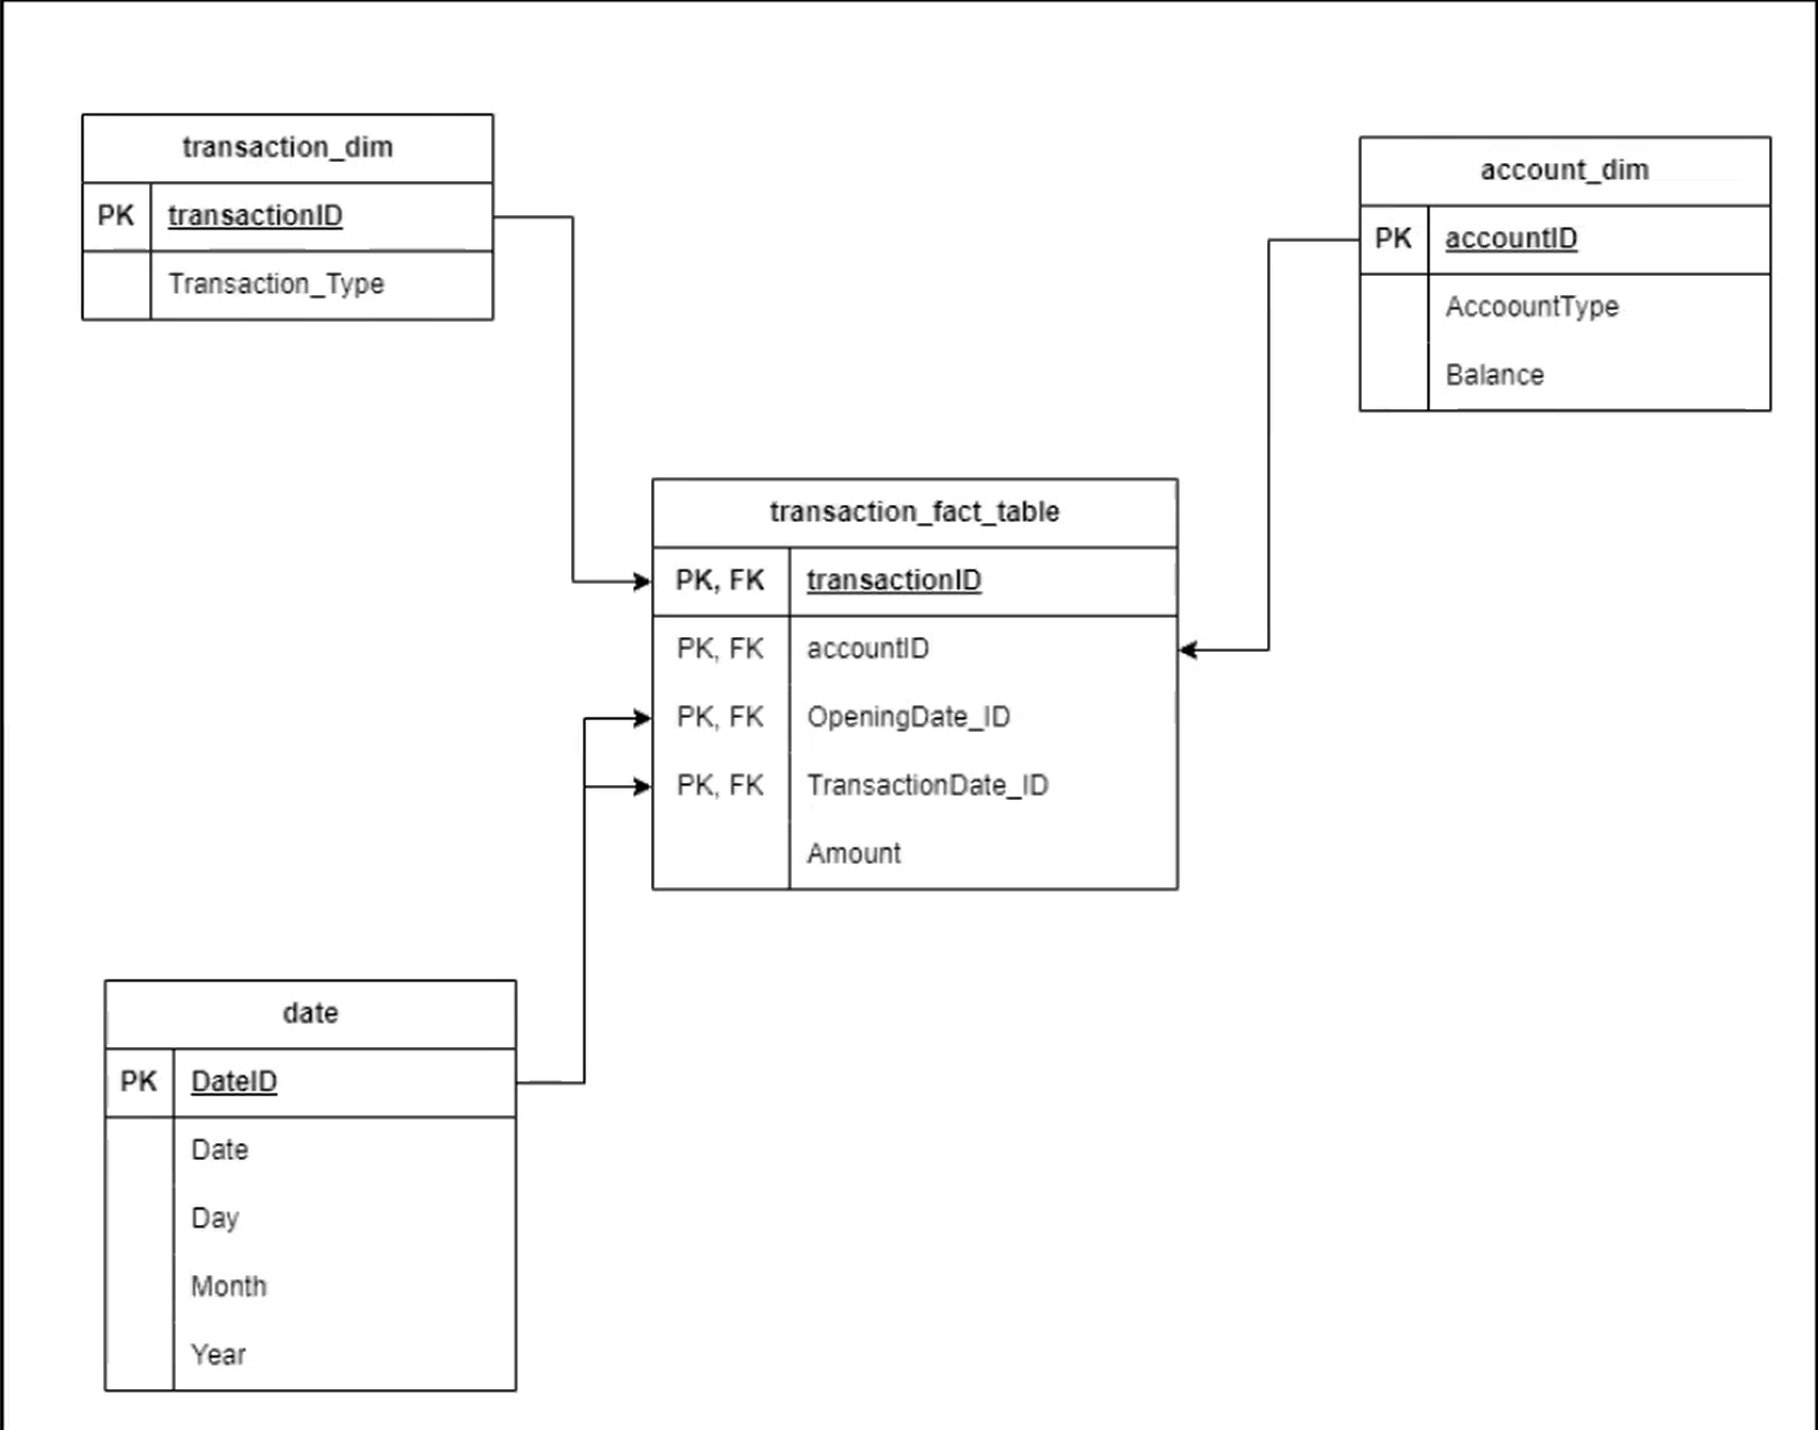 transaction_dim
PK transactionID
Transaction_Type
account_dim
PK accountID
AccoountType
Balance
transaction_fact_table
PK, FK transactionID
PK, FK accountID
PK, FK OpeningDate_ID
PK, FK TransactionDate_ID
Amount
date
PK DateID
Date
Day
Month
Year